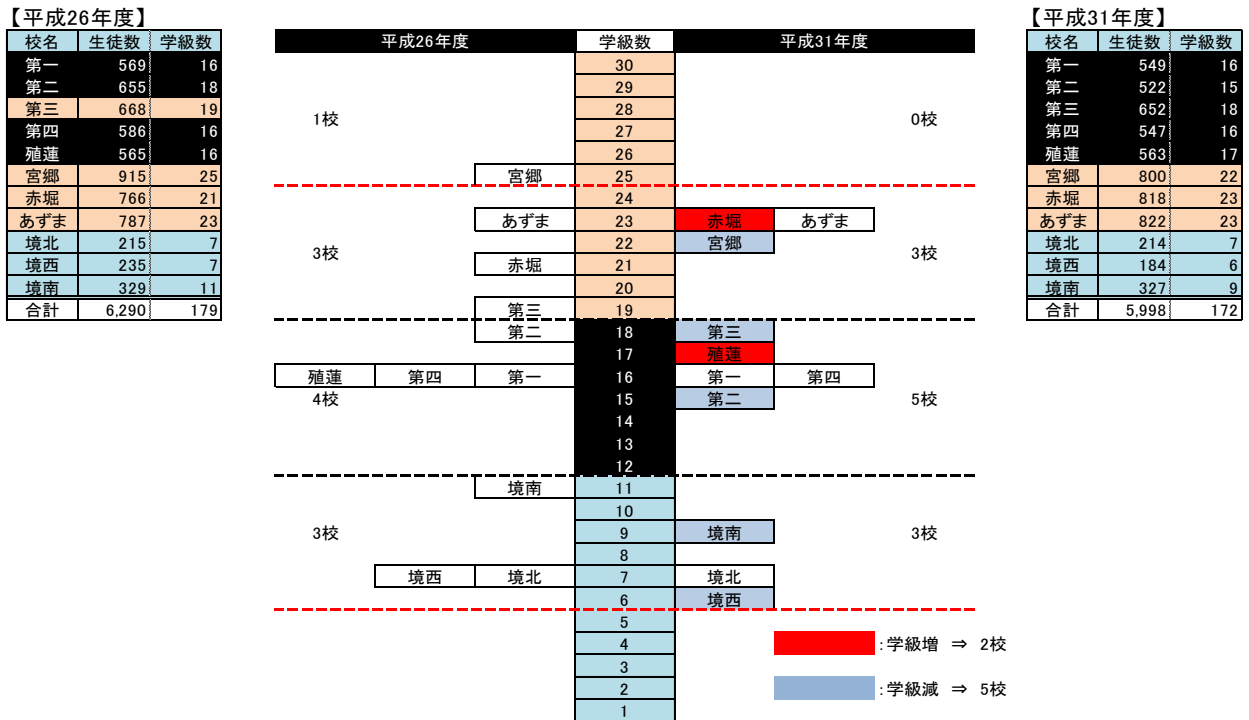 【平成26年度】
校名 生徒数 学級数
第一 569 16
第二 655 18
第三 668 19
第四 586 16
殖蓮 565 16
宮郷 915 25
赤堀 766 21
あずま 787 23
境北 215 7
境西 235 7
境南 329 11
合計 6,290 179
平成26年度 学級数 平成31年度
30
29
28
1校 0校
27
26
宮郷 25
24
あずま 23 赤堀 あずま
22 宮郷
3校 3校
赤堀 21
20
第三 19
第二 18 第三
17 殖蓮
殖蓮 第四 第一 16 第一 第四
4校 15 第二 5校
14
13
12
境南 11
10
3校 9 境南 3校
8
境西 境北 7 境北
6 境西
5
4
:学級増 ⇒ 2校
3
2
:学級減 ⇒ 5校
1
【平成31年度】
校名 生徒数 学級数
第一 549 16
第二 522 15
第三 652 18
第四 547 16
殖蓮 563 17
宮郷 800 22
赤堀 818 23
あずま 822 23
境北 214 7
境西 184 6
境南 327 9
合計 5,998 172